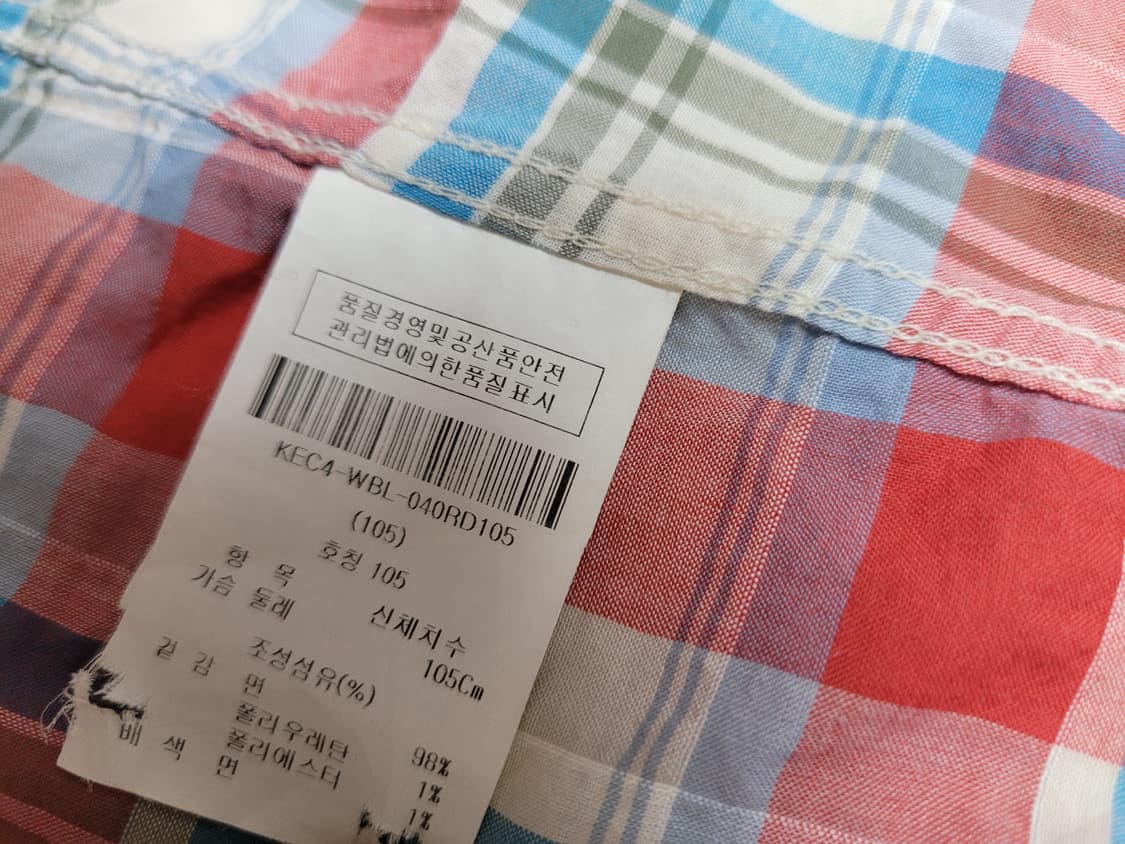 품질경영및공산품안전
관리법에의한품질표시
KEC4-WBL-040RD105
(105)
호칭 105
항 목 신체치수
가슴 둘레 105Cm
조성섬유(%)
겉 감 면 98%
폴리우레탄 1%
폴리에스터 1%
배 색 면